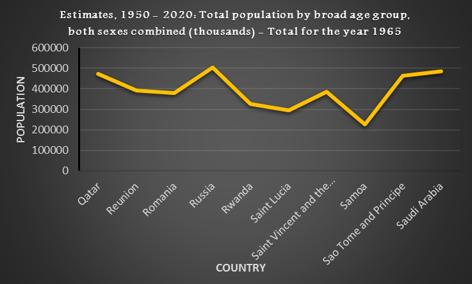 Estimates, 1950 - 2020: Total population by broad age group,
both sexes combined (thousands) - Total for the year 1965
POPULATION
600000
500000
400000
300000
200000
100000
0
Qatar
Reunion
Romania
Russia
Rwanda
Saint Lucia
Saint Vincent and the...
Samoa
Sao Tome and Principe
Saudi Arabia
COUNTRY